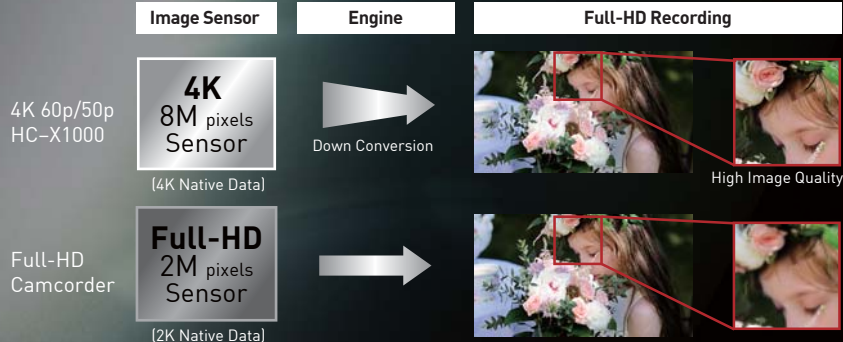 Image Sensor
Engine
Full-HD Recording
4K 60p/50p
HC–X1000
4K
8M pixels
Sensor
(4K Native Data)
Down Conversion
High Image Quality
Full-HD
Camcorder
Full-HD
2M pixels
Sensor
(2K Native Data)